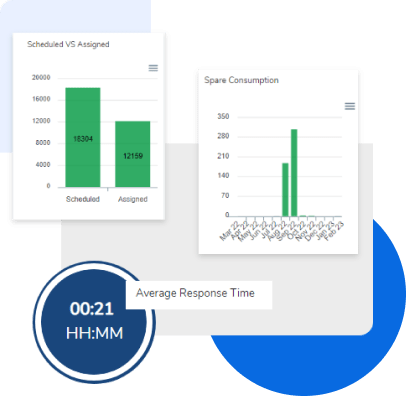 Scheduled VS Assigned
20000
16000
12000
8000
4000
0
18304
12159
Scheduled
Assigned
Spare Consumption
350
280
210
140
70
0
Mar 22
Apr 22
May 22
Jun 22
Jul 22
Aug 22
Sep 22
Oct 22
Nov 22
Dec 22
Jan 23
Feb 23
00:21
HH:MM
Average Response Time